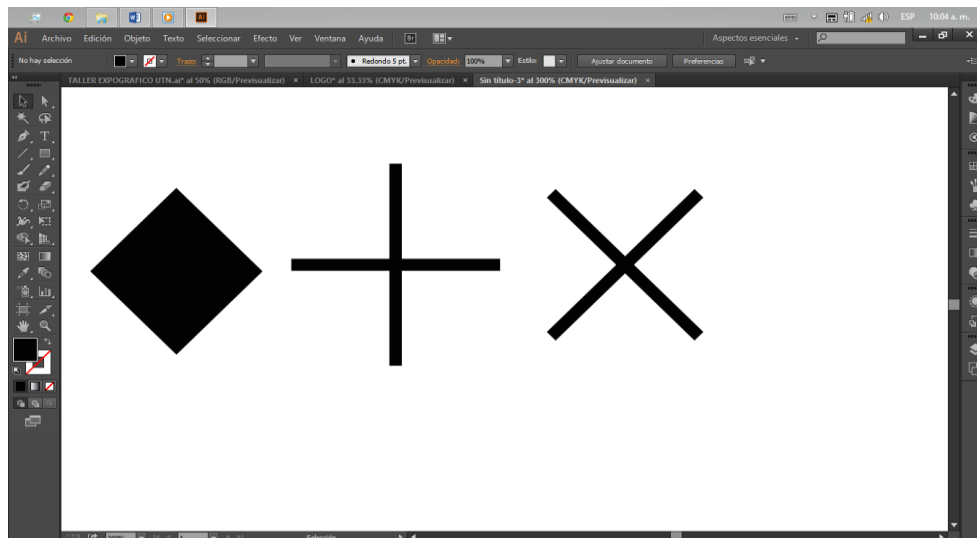 ESP 10:04 a. m.
Ai Archivo Edición Objeto Texto Seleccionar Efecto Ver Ventana Ayuda Br Aspectos esenciales
No hay selección Trazo: Redondo 5 pt. Opacidad: 100% Estilo: Ajustar documento Preferencias
TALLER EXPOGRAFICO UTN.ai* al 50% (RGB/Previsualizar) × LOGO* al 33.33% (CMYK/Previsualizar) × Sin título-3* al 300% (CMYK/Previsualizar) ×
300% Selección